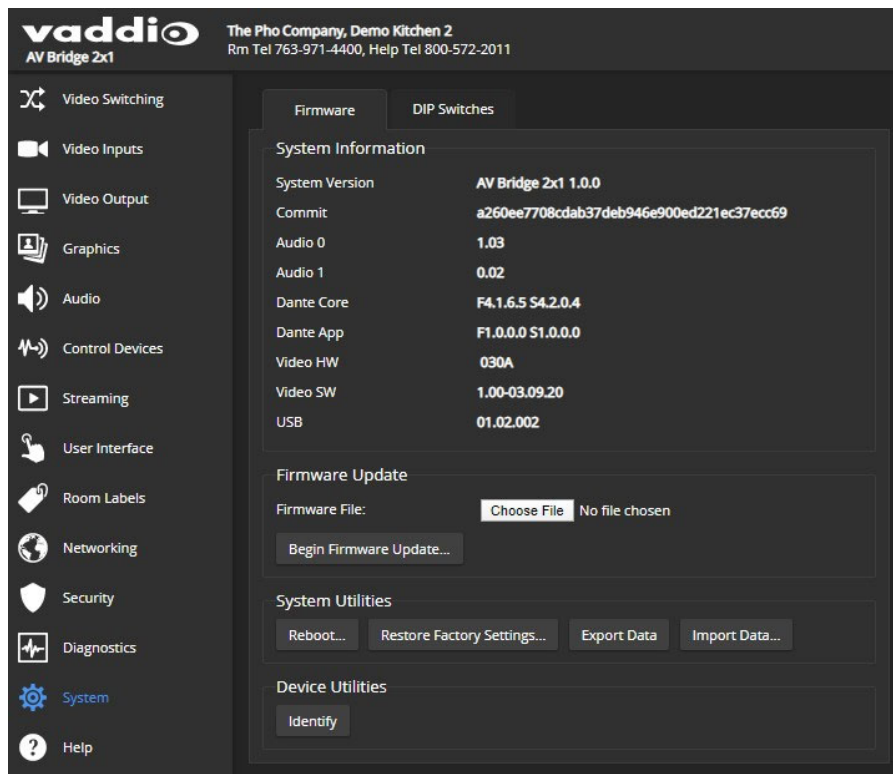 vaddio
AV Bridge 2x1
The Pho Company, Demo Kitchen 2
Rm Tel 763-971-4400, Help Tel 800-572-2011
Video Switching
Video Inputs
Video Output
Graphics
Audio
Control Devices
Streaming
User Interface
Room Labels
Networking
Security
Diagnostics
System
Help
Firmware DIP Switches
System Information
System Version AV Bridge 2x1 1.0.0
Commit a260ee7708cdab37deb946e900ed221ec37ecc69
Audio 0 1.03
Audio 1 0.02
Dante Core F4.1.6.5 S4.2.0.4
Dante App F1.0.0.0 S1.0.0.0
Video HW 030A
Video SW 1.00-03.09.20
USB 01.02.002
Firmware Update
Firmware File: Choose File No file chosen
Begin Firmware Update...
System Utilities
Reboot... Restore Factory Settings... Export Data Import Data...
Device Utilities
Identify